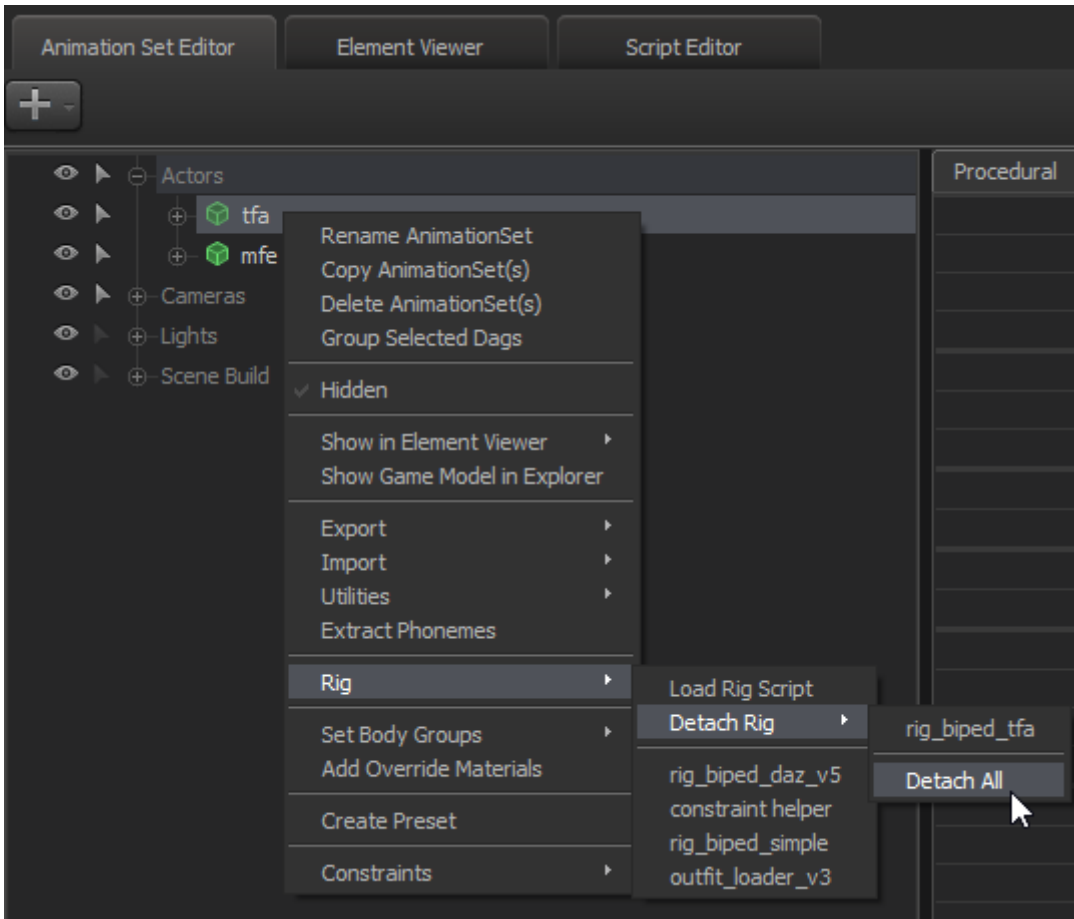 Animation Set Editor
Element Viewer
Script Editor
Actors
Procedural
tfa
mfe
Cameras
Lights
Scene Build
Rename AnimationSet
Copy AnimationSet(s)
Delete AnimationSet(s)
Group Selected Dags
Hidden
Show in Element Viewer
Show Game Model in Explorer
Export
Import
Utilities
Extract Phonemes
Rig
Set Body Groups
Add Override Materials
Create Preset
Constraints
Load Rig Script
Detach Rig
rig_biped_daz_v5
constraint helper
rig_biped_simple
outfit_loader_v3
rig_biped_tfa
Detach All